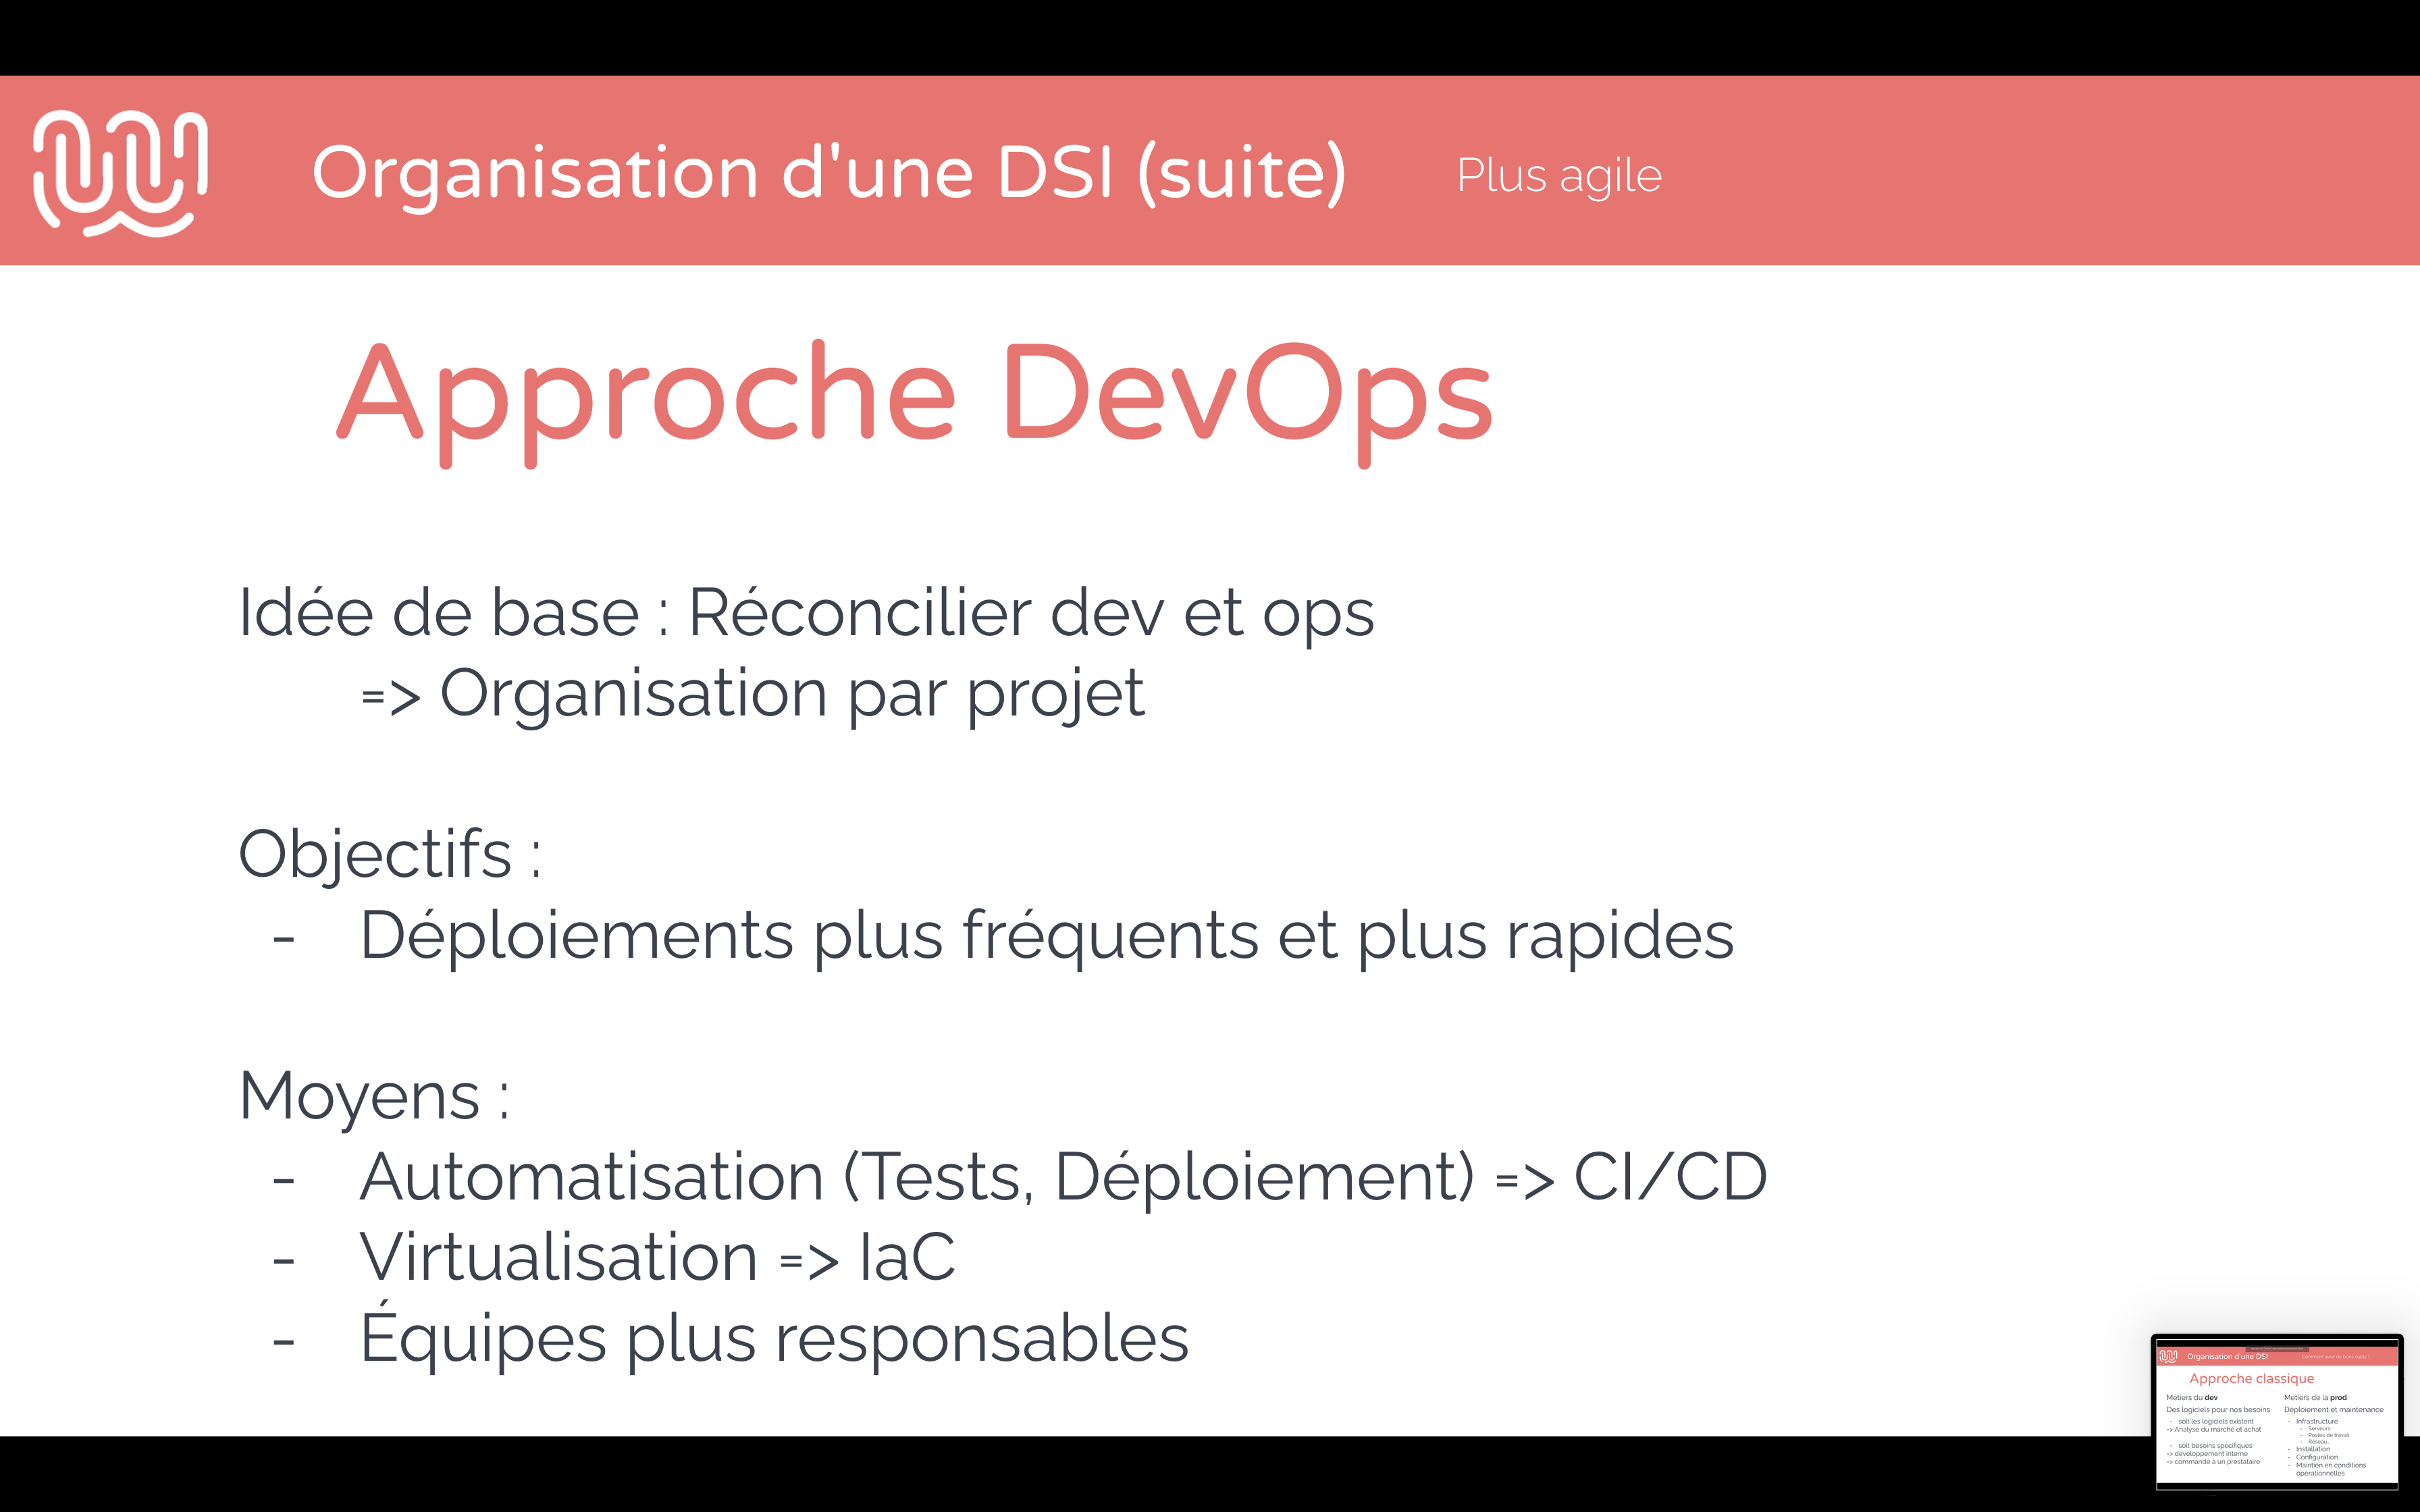 Organisation d'une DSI (suite) Plus agile
Approche DevOps
Idée de base : Réconcilier dev et ops
=> Organisation par projet
Objectifs :
- Déploiements plus fréquents et plus rapides
Moyens :
- Automatisation (Tests, Déploiement) => CI/CD
- Virtualisation => IaC
- Équipes plus responsables
Organisation d'une DSI
Approche classique
Métiers du dev
Des logiciels pour nos besoins
- soit les logiciels existent
=> Analyse du marché et achat
- soit besoins spécifiques
=> développement interne
=> commande à un prestataire
Métiers de la prod
Déploiement et maintenance
- Infrastructure
- Serveurs
- Postes de travail
- Réseau...
- Installation
- Configuration
- Maintien en conditions
opérationnelles